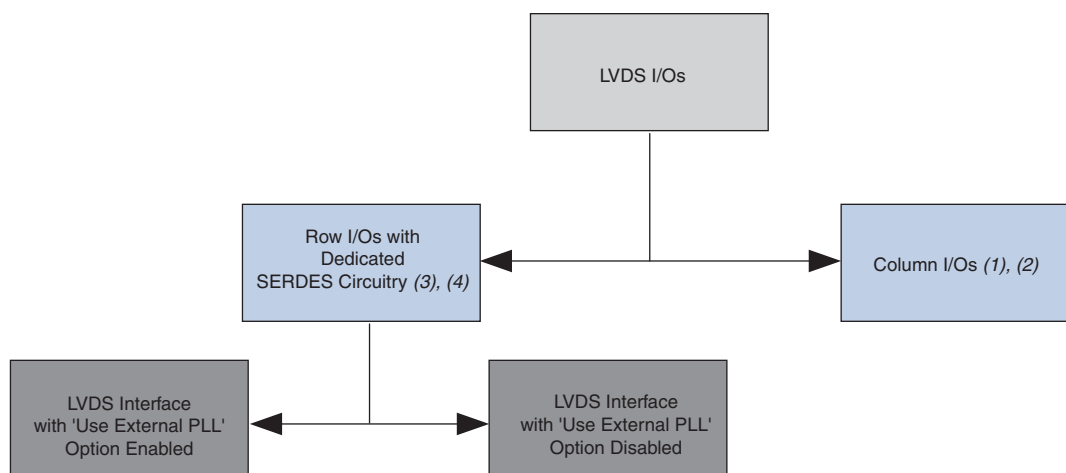 LVDS I/Os
Row I/Os with
Dedicated
SERDES Circuitry (3), (4)
Column I/Os (1), (2)
LVDS Interface
with 'Use External PLL'
Option Enabled
LVDS Interface
with 'Use External PLL'
Option Disabled